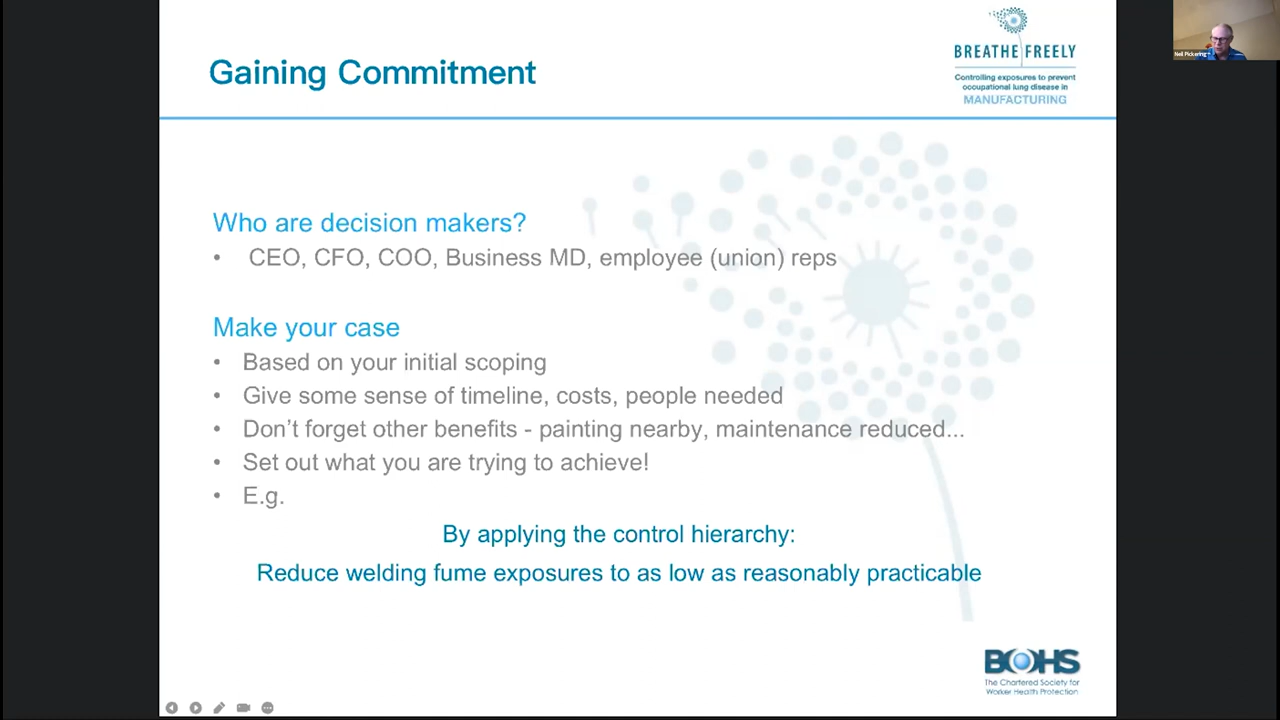 Gaining Commitment
BREATHE FREELY
Controlling exposures to prevent
occupational lung disease in
MANUFACTURING
Neil Pickering
Who are decision makers?
• CEO, CFO, COO, Business MD, employee (union) reps
Make your case
• Based on your initial scoping
• Give some sense of timeline, costs, people needed
• Don’t forget other benefits - painting nearby, maintenance reduced...
• Set out what you are trying to achieve!
• E.g.
By applying the control hierarchy:
Reduce welding fume exposures to as low as reasonably practicable
BOHS
The Chartered Society for
Worker Health Protection